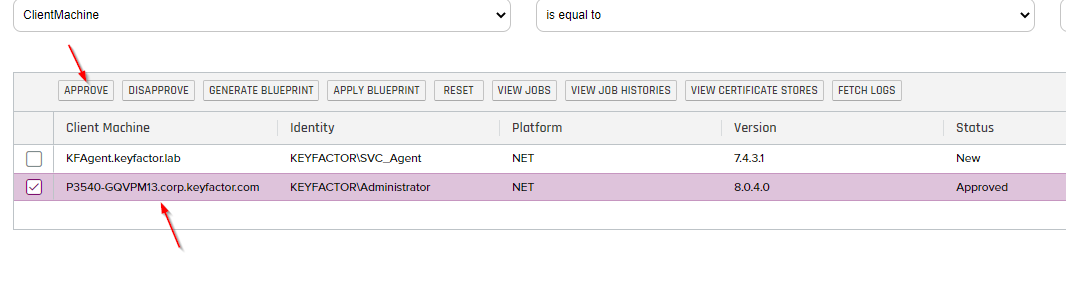 ClientMachine is equal to
APPROVE DISAPPROVE GENERATE BLUEPRINT APPLY BLUEPRINT RESET VIEW JOBS VIEW JOB HISTORIES VIEW CERTIFICATE STORES FETCH LOGS
Client Machine Identity Platform Version Status
KFAgent.keyfactor.lab KEYFACTOR\SVC_Agent NET 7.4.3.1 New
P3540-GQVPM13.corp.keyfactor.com KEYFACTOR\Administrator NET 8.0.4.0 Approved